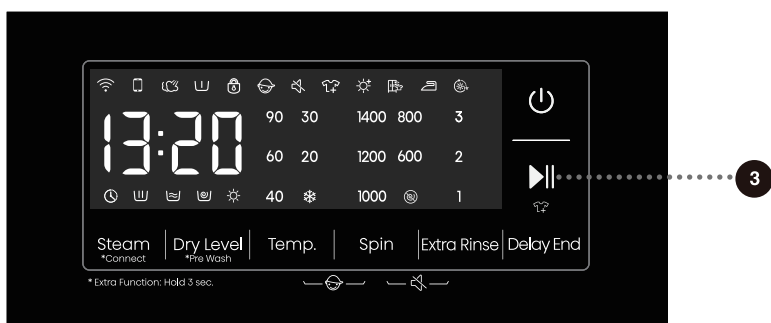 13:20
90 30 1400 800 3
60 20 1200 600 2
40 1000 1
3
Steam Dry Level Temp. Spin Extra Rinse Delay End
*Connect *Pre Wash
* Extra Function: Hold 3 sec.